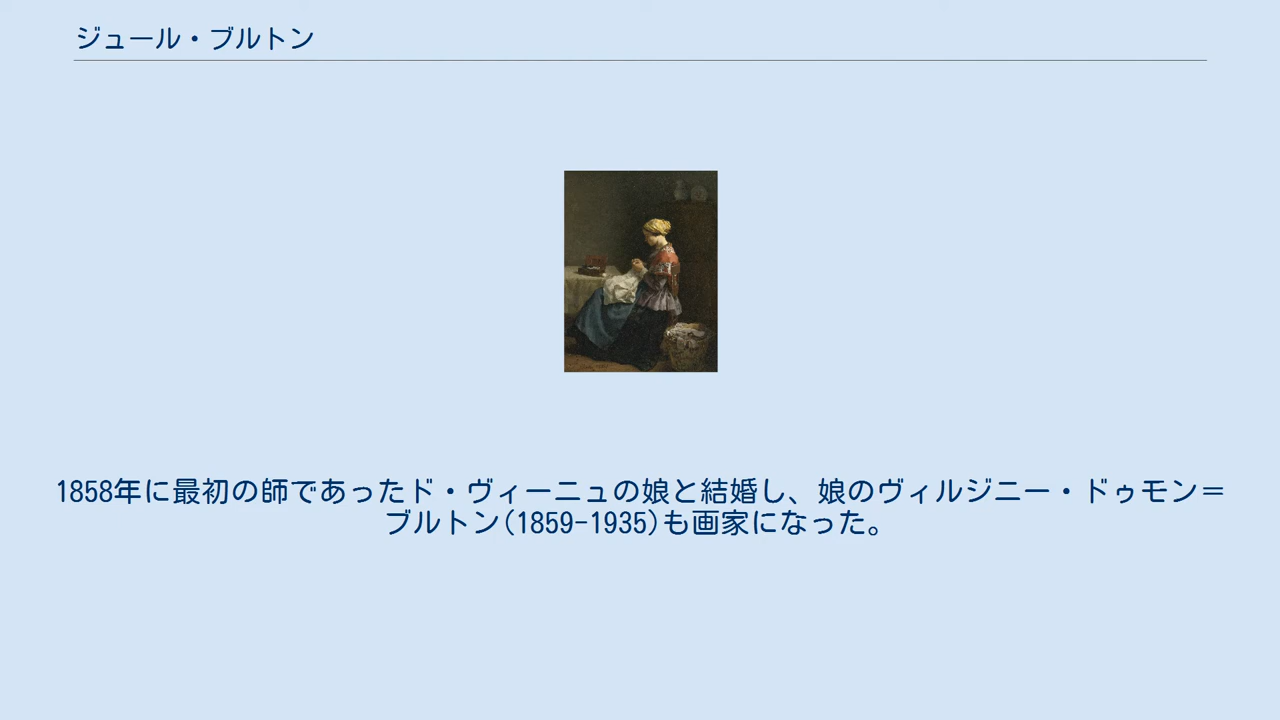 ジュール・ブルトン
1858年に最初の師であったド・ヴィーニュの娘と結婚し、娘のヴィルジニー・ドゥモン＝
ブルトン(1859-1935)も画家になった。